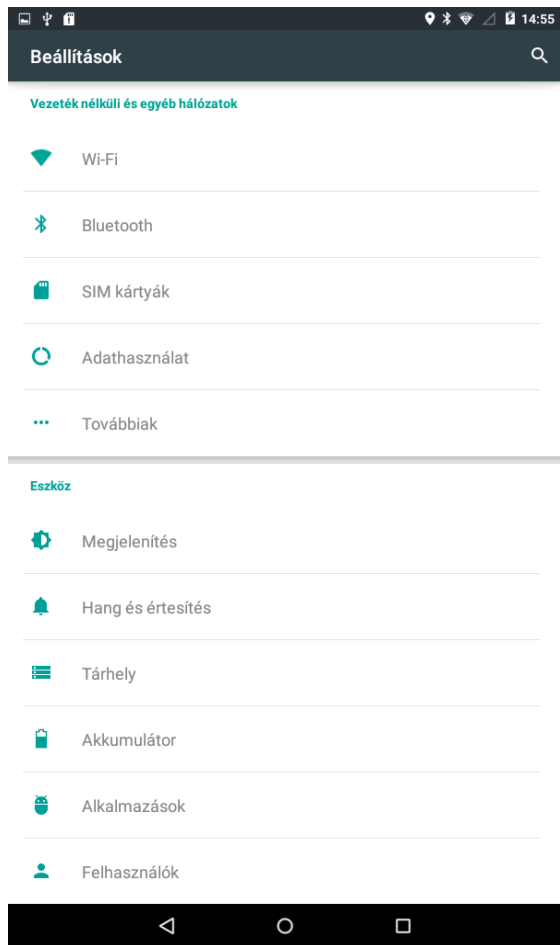 14:55
Beállítások
Vezeték nélküli és egyéb hálózatok
Wi-Fi
Bluetooth
SIM kártyák
Adathasználat
Továbbiak
Eszköz
Megjelenítés
Hang és értesítés
Tárhely
Akkumulátor
Alkalmazások
Felhasználók